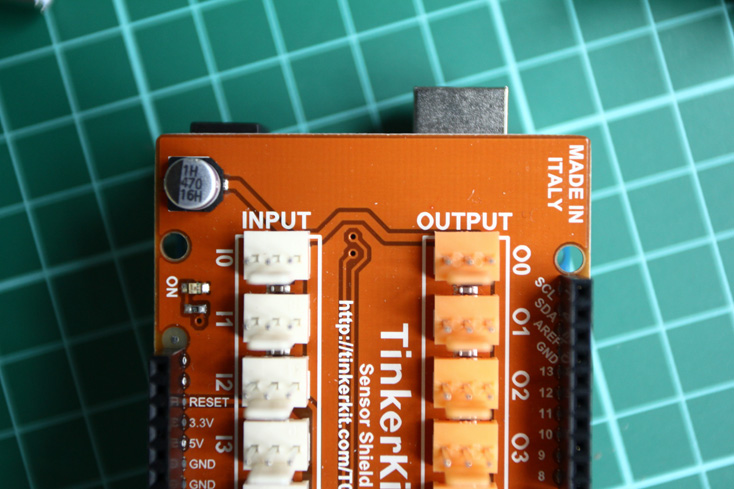 1H
470
16H
MADE IN
ITALY
INPUT
OUTPUT
I0
I1
I2
I3
O0
O1
O2
O3
ON
RESET
3.3V
5V
GND
GND
SCL
SDA
AREF
GND
13
12
11
10
9
8
TinkerKi
Sensor Shield
http://tinkerkit.com/